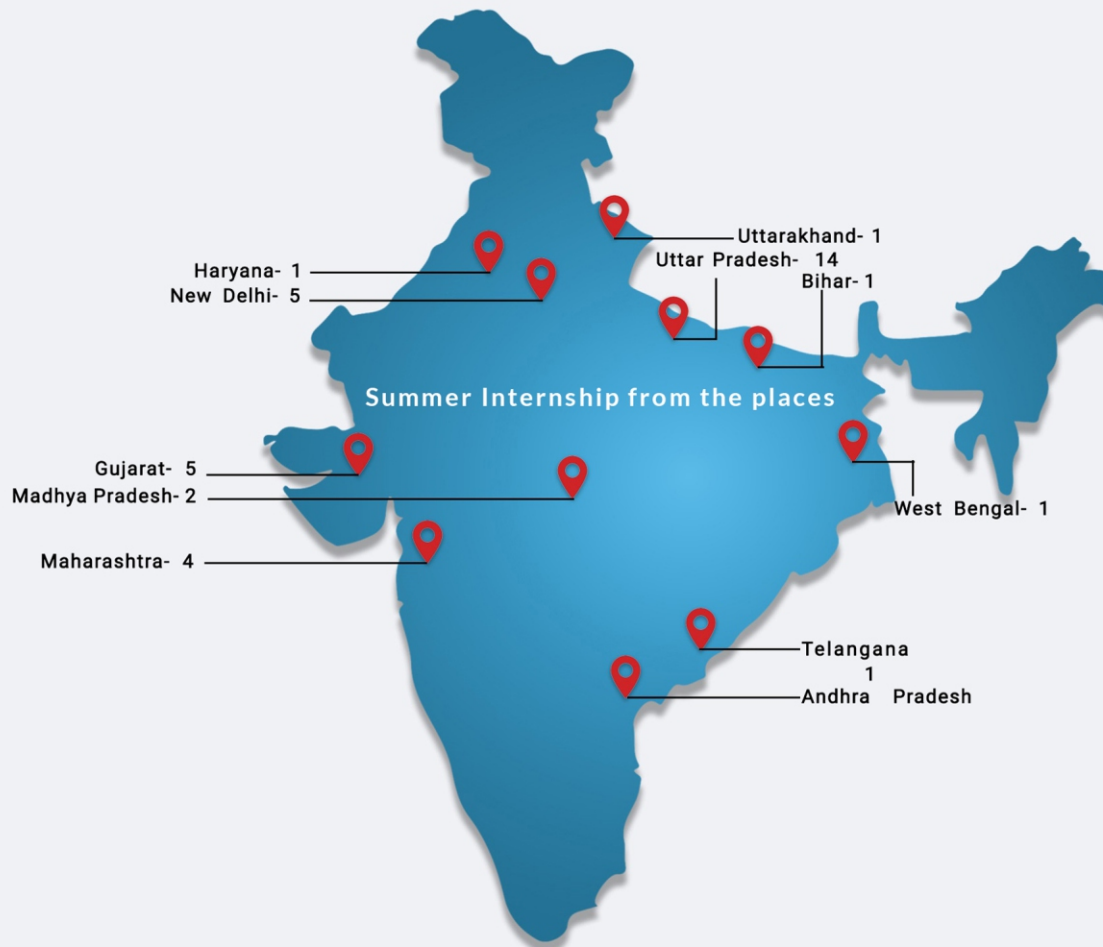 Uttarakhand- 1
Uttar Pradesh- 14
Bihar- 1
Haryana- 1
New Delhi- 5
Summer Internship from the places
Gujarat- 5
Madhya Pradesh- 2
West Bengal- 1
Maharashtra- 4
Telangana
1
Andhra Pradesh